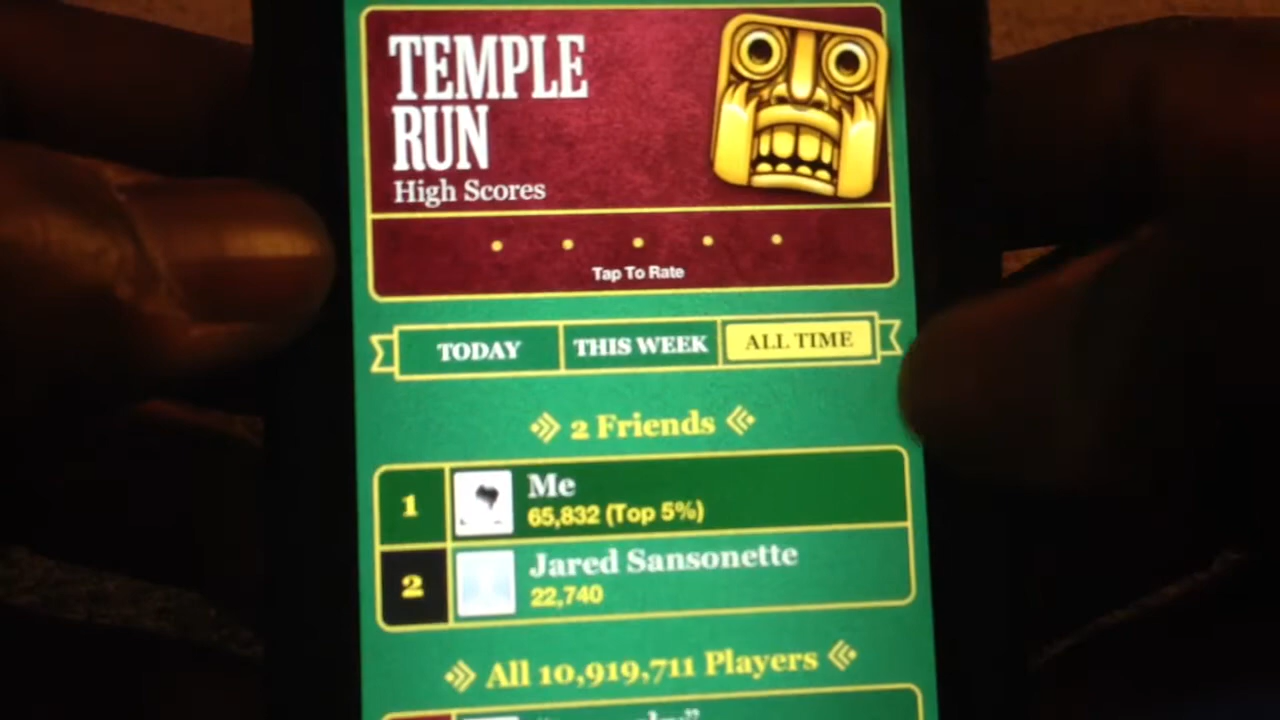 TEMPLE
RUN
High Scores
Tap To Rate
TODAY THIS WEEK ALL TIME
2 Friends
1 Me
65,832 (Top 5%)
2 Jared Sansonette
22,740
All 10,919,711 Players